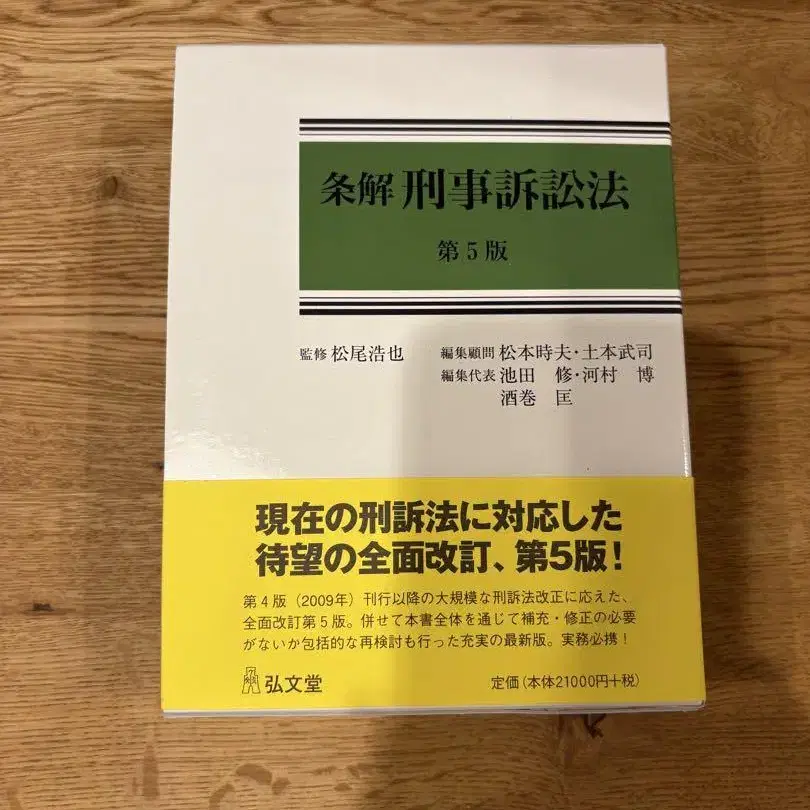 条解 刑事訴訟法
第5版
監修 松尾浩也
編集顧問 松本時夫・土本武司
編集代表 池田 修・河村 博
酒巻 匡
現在の刑訴法に対応した
待望の全面改訂、第5版!
第4版(2009年)刊行以降の大規模な刑訴法改正に応えた、
全面改訂第5版。併せて本書全体を通じて補充・修正の必要
がないか包括的な再検討も行った充実の最新版。実務必携!
弘文堂
定価(本体21000円+税)